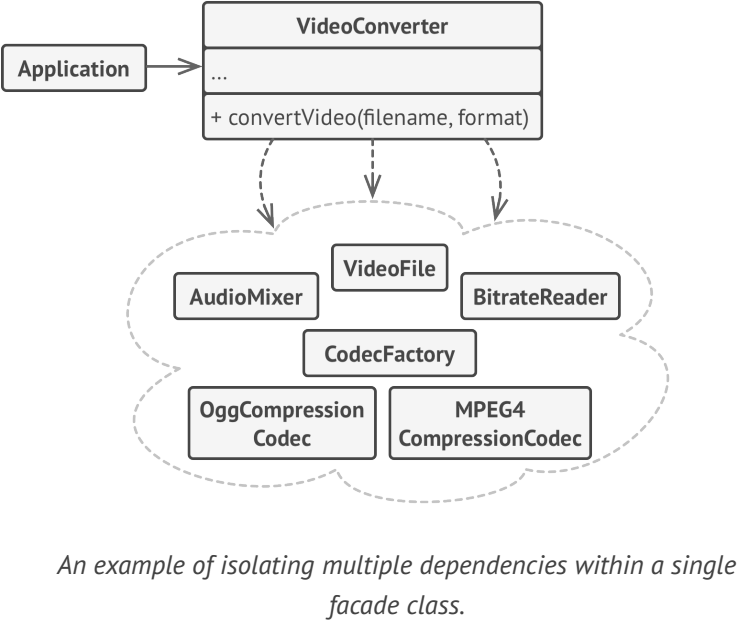 VideoConverter
Application
...
+ convertVideo(filename, format)
VideoFile
AudioMixer
BitrateReader
CodecFactory
OggCompression
Codec
MPEG4
CompressionCodec
An example of isolating multiple dependencies within a single
facade class.